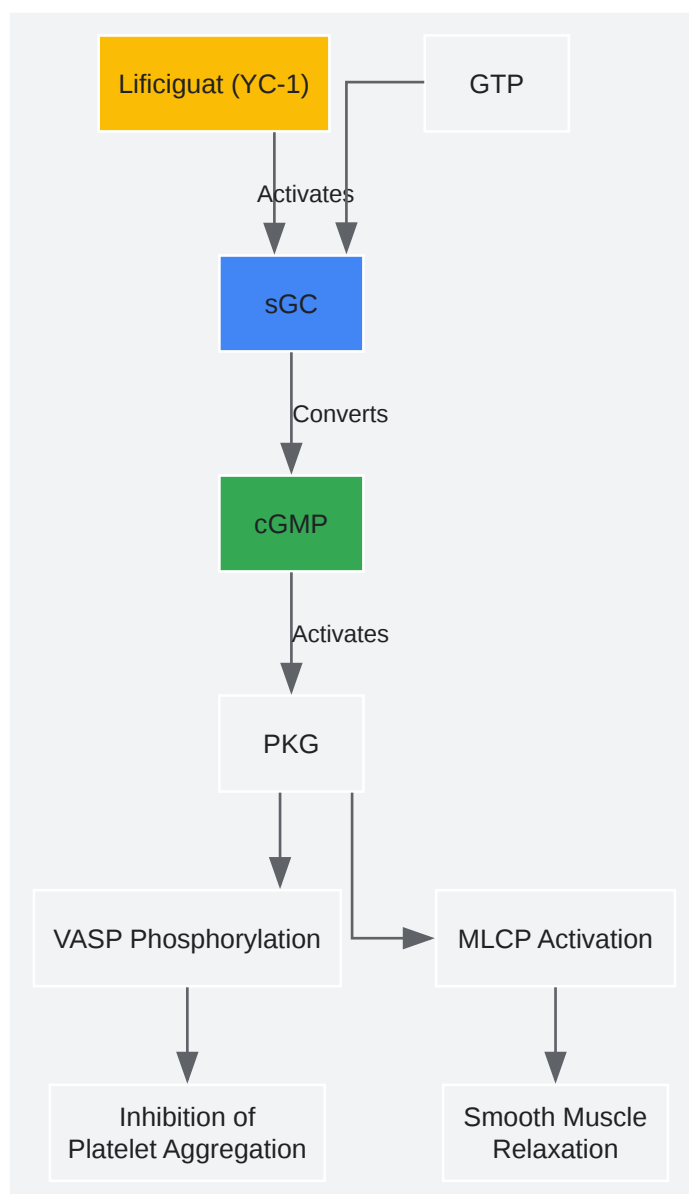 Lificiguat (YC-1)
GTP
Activates
sGC
Converts
cGMP
Activates
PKG
VASP Phosphorylation
MLCP Activation
Inhibition of
Platelet Aggregation
Smooth Muscle
Relaxation